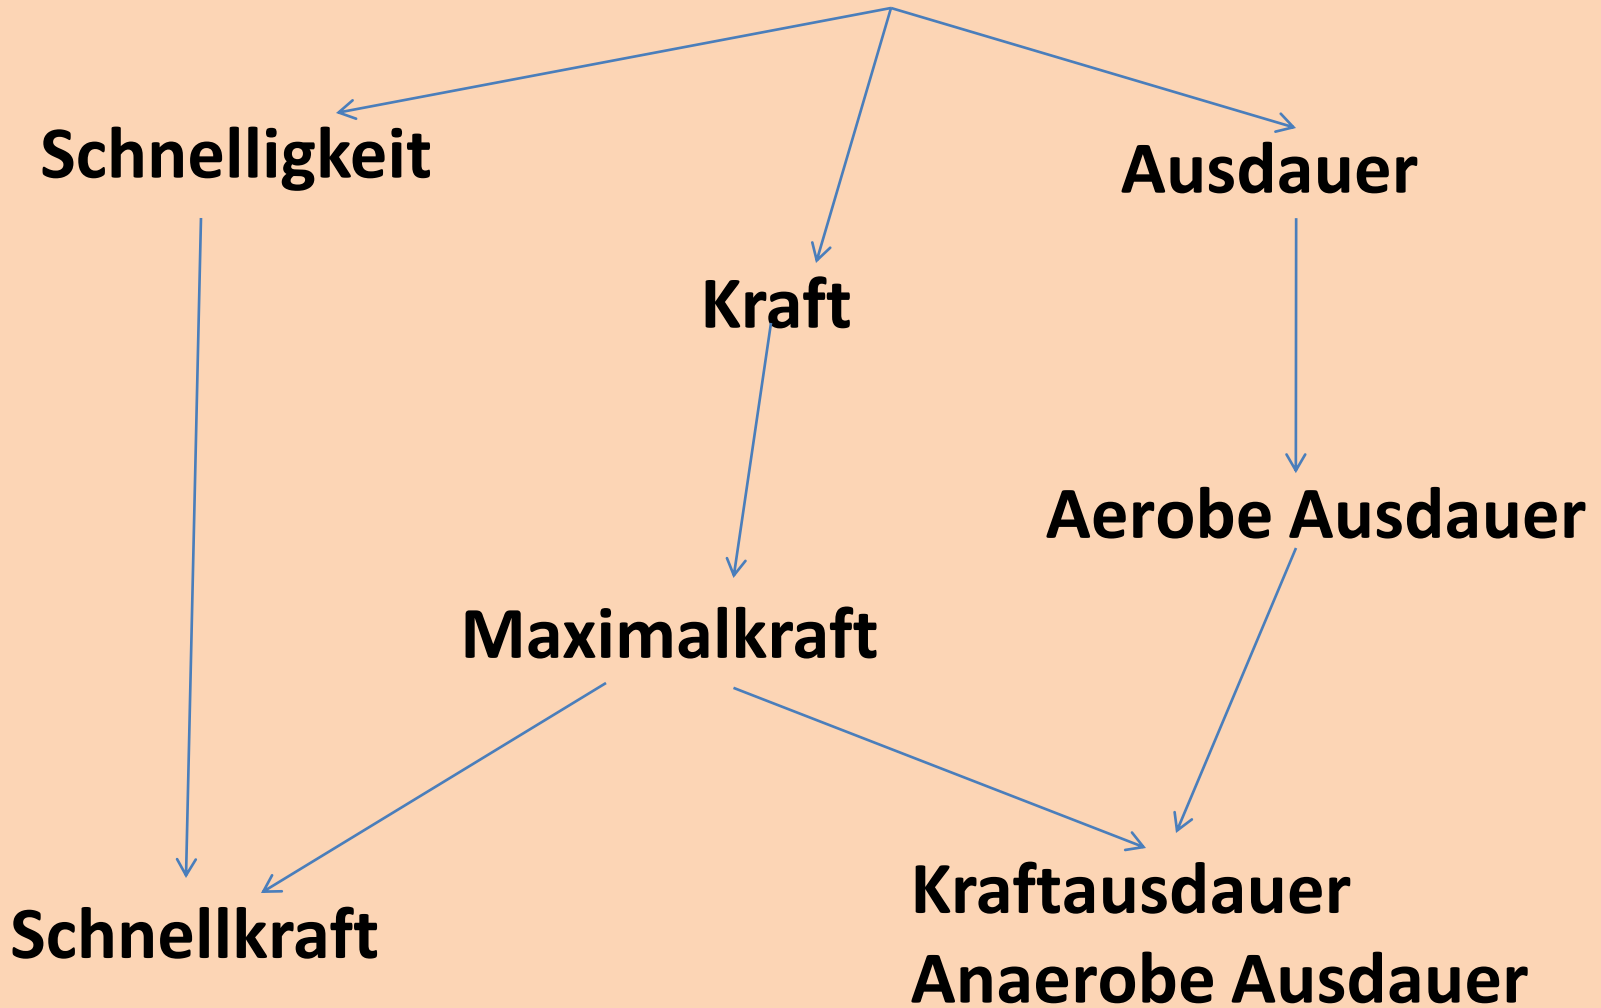 Schnelligkeit
Ausdauer
Kraft
Aerobe Ausdauer
Maximalkraft
Schnellkraft
Kraftausdauer
Anaerobe Ausdauer